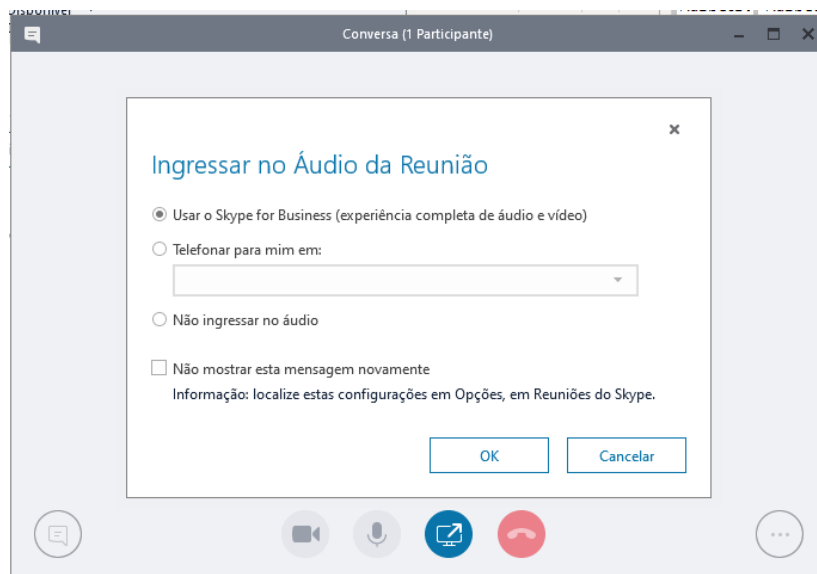 Conversa (1 Participante)
Ingressar no Áudio da Reunião
Usar o Skype for Business (experiência completa de áudio e vídeo)
Telefonar para mim em:
Não ingressar no áudio
Não mostrar esta mensagem novamente
Informação: localize estas configurações em Opções, em Reuniões do Skype.
OK
Cancelar